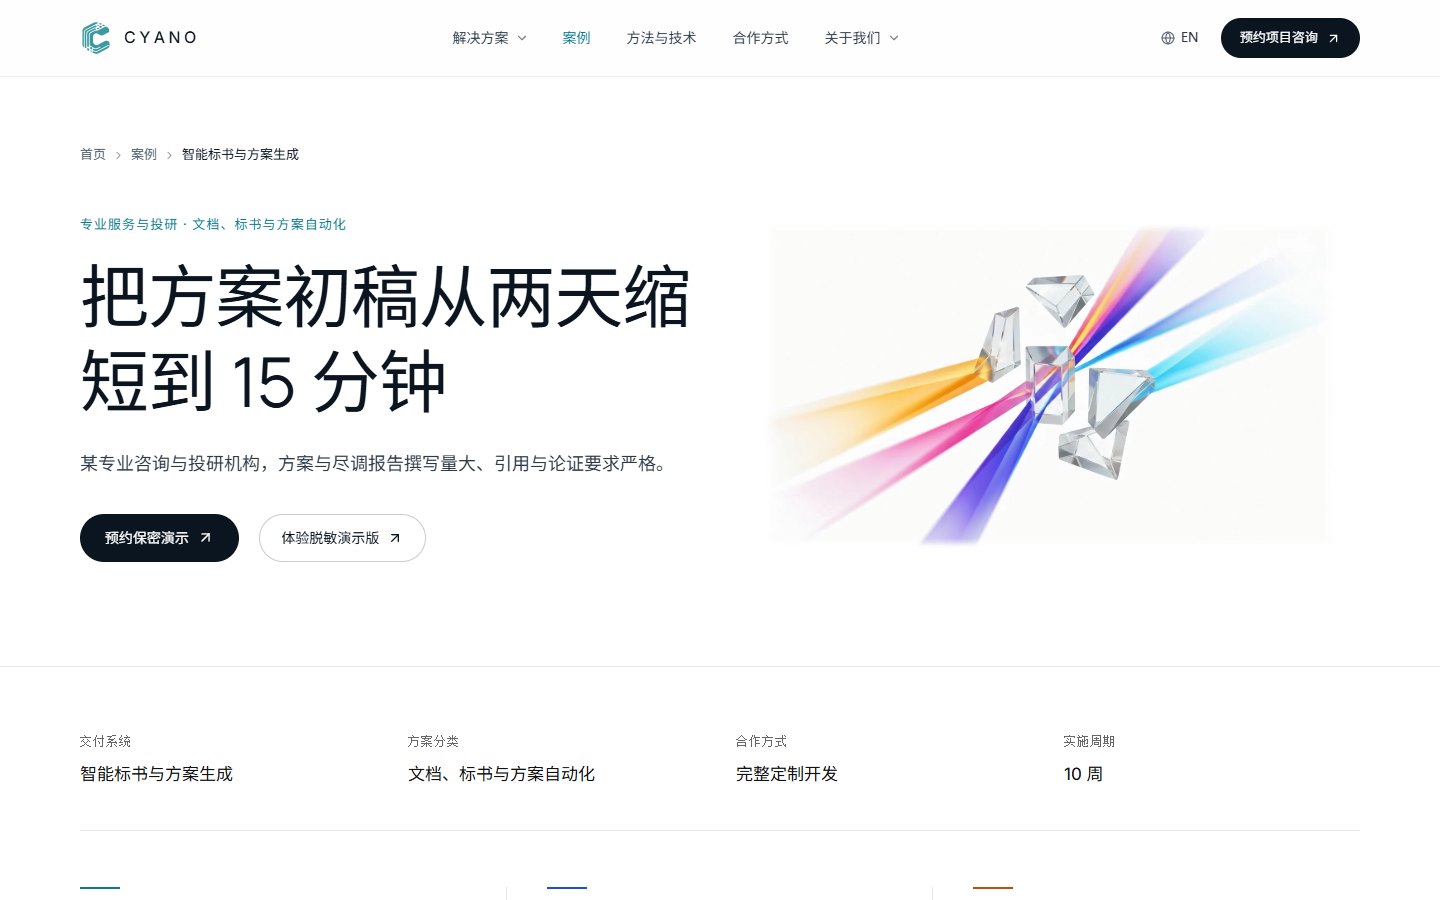 CYANO
解决方案
案例
方法与技术
合作方式
关于我们
EN
预约项目咨询
首页 > 案例 > 智能标书与方案生成
专业服务与投研 · 文档、标书与方案自动化
把方案初稿从两天缩
短到 15 分钟
某专业咨询与投研机构，方案与尽调报告撰写量大、引用与论证要求严格。
预约保密演示
体验脱敏演示版
交付系统
智能标书与方案生成
方案分类
文档、标书与方案自动化
合作方式
完整定制开发
实施周期
10 周